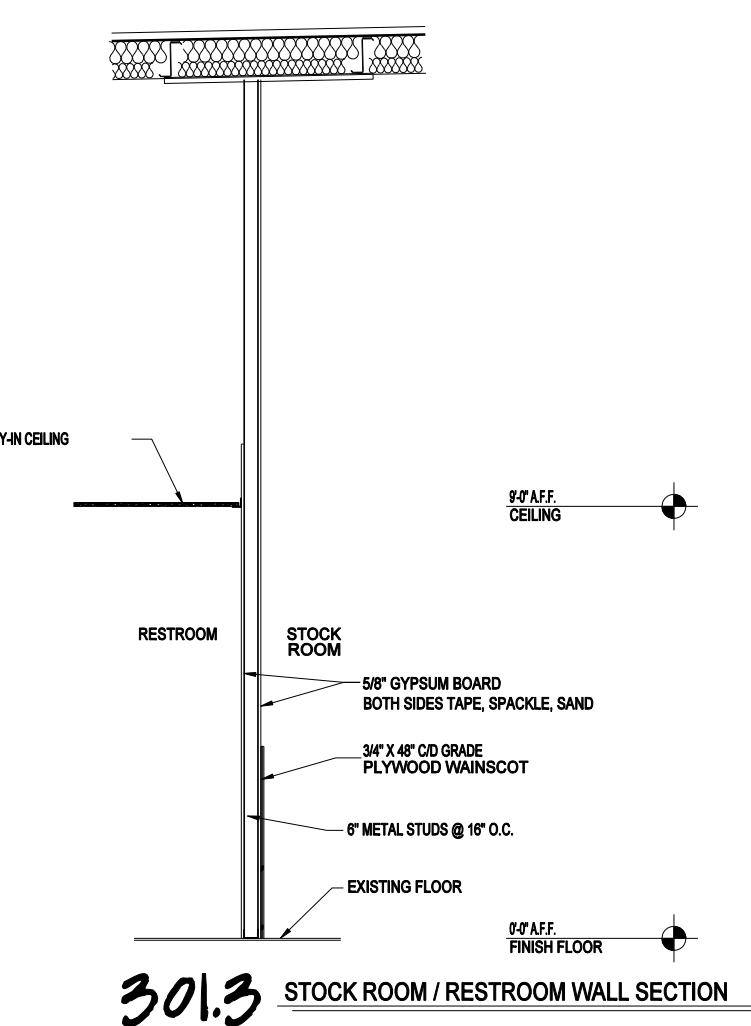 Y-IN CEILING
9'-0" A.F.F.
CEILING
RESTROOM
STOCK
ROOM
5/8" GYPSUM BOARD
BOTH SIDES TAPE, SPACKLE, SAND
3/4" X 48" C/D GRADE
PLYWOOD WAINSCOT
6" METAL STUDS @ 16" O.C.
EXISTING FLOOR
0'-0" A.F.F.
FINISH FLOOR
301.3 STOCK ROOM / RESTROOM WALL SECTION